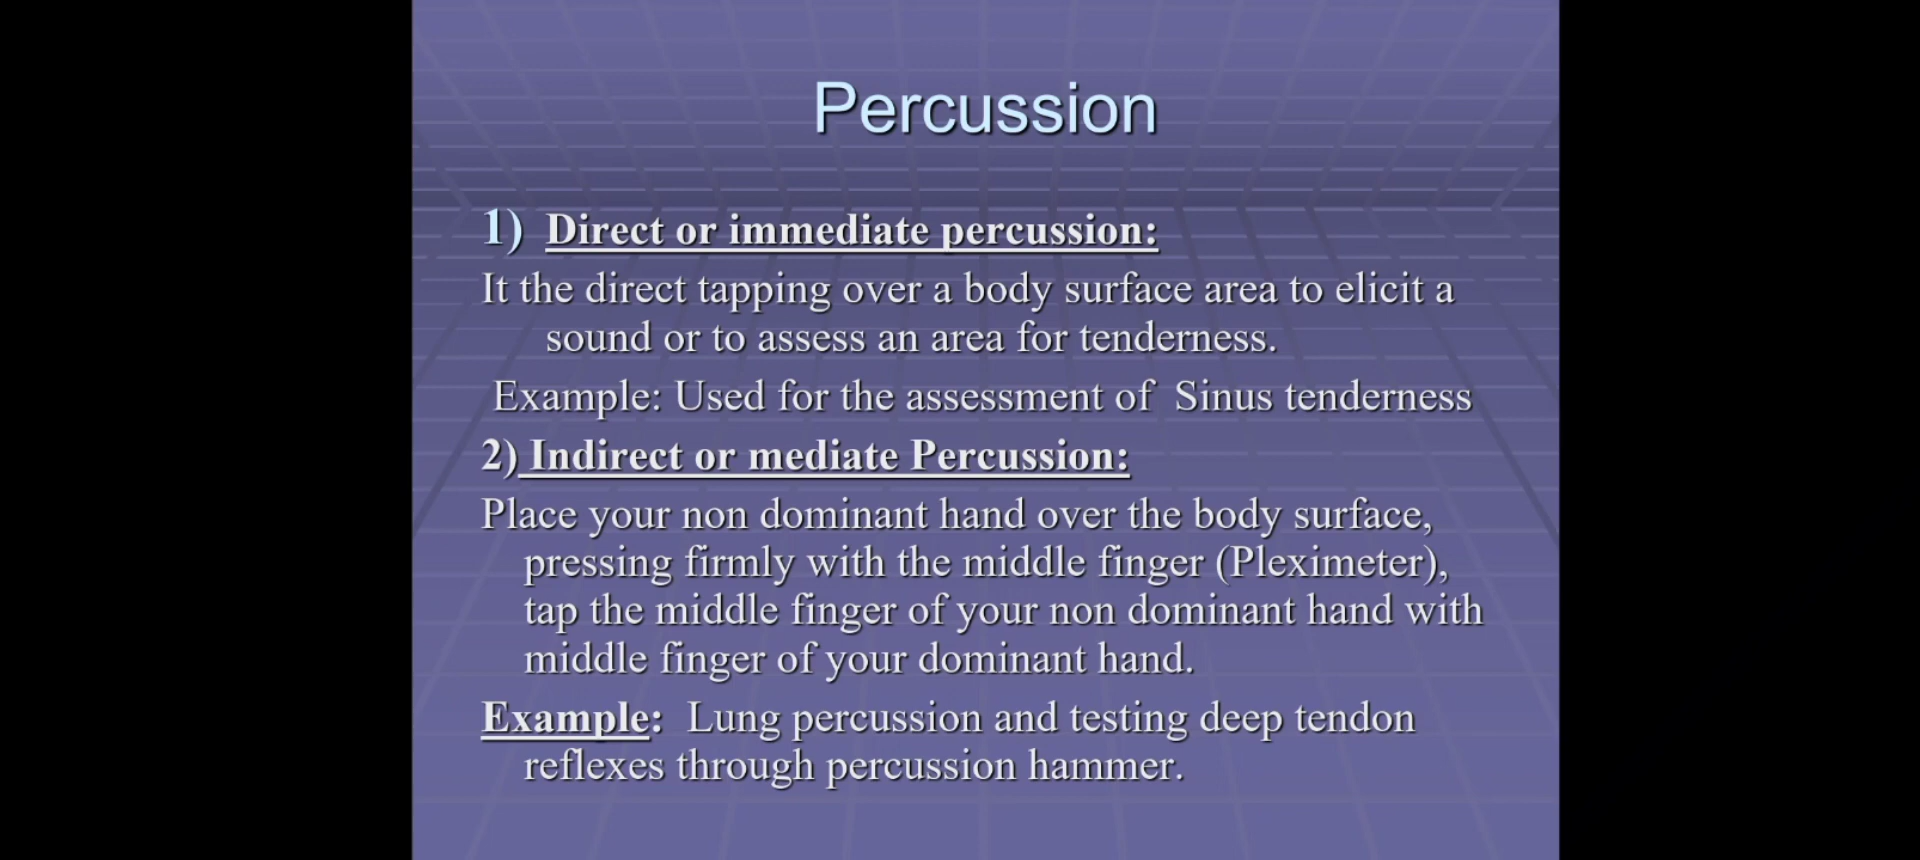 Percussion
1) Direct or immediate percussion:
It the direct tapping over a body surface area to elicit a
sound or to assess an area for tenderness.
Example: Used for the assessment of Sinus tenderness
2) Indirect or mediate Percussion:
Place your non dominant hand over the body surface,
pressing firmly with the middle finger (Pleximeter),
tap the middle finger of your non dominant hand with
middle finger of your dominant hand.
Example: Lung percussion and testing deep tendon
reflexes through percussion hammer.